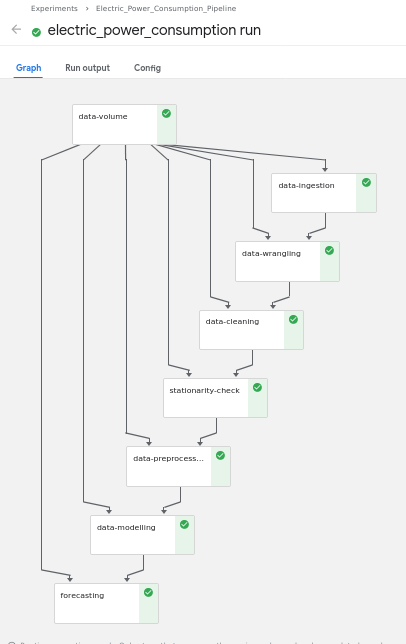 Experiments > Electric_Power_Consumption_Pipeline
electric_power_consumption run
Graph Run output Config
data-volume
data-ingestion
data-wrangling
data-cleaning
stationarity-check
data-preprocess...
data-modelling
forecasting